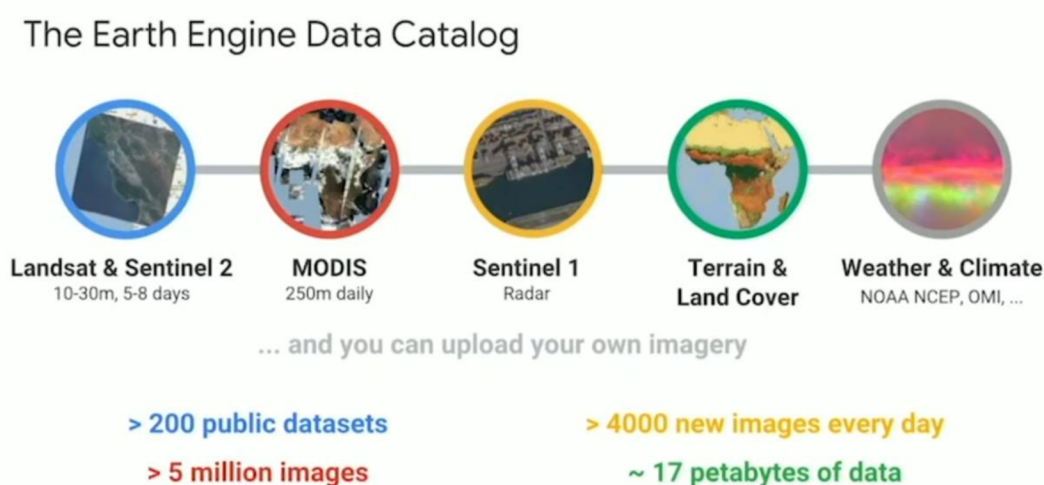 The Earth Engine Data Catalog
Landsat & Sentinel 2
10-30m, 5-8 days
MODIS
250m daily
Sentinel 1
Radar
Terrain &
Land Cover
Weather & Climate
NOAA NCEP, OMI, ...
... and you can upload your own imagery
> 200 public datasets
> 4000 new images every day
> 5 million images
~ 17 petabytes of data